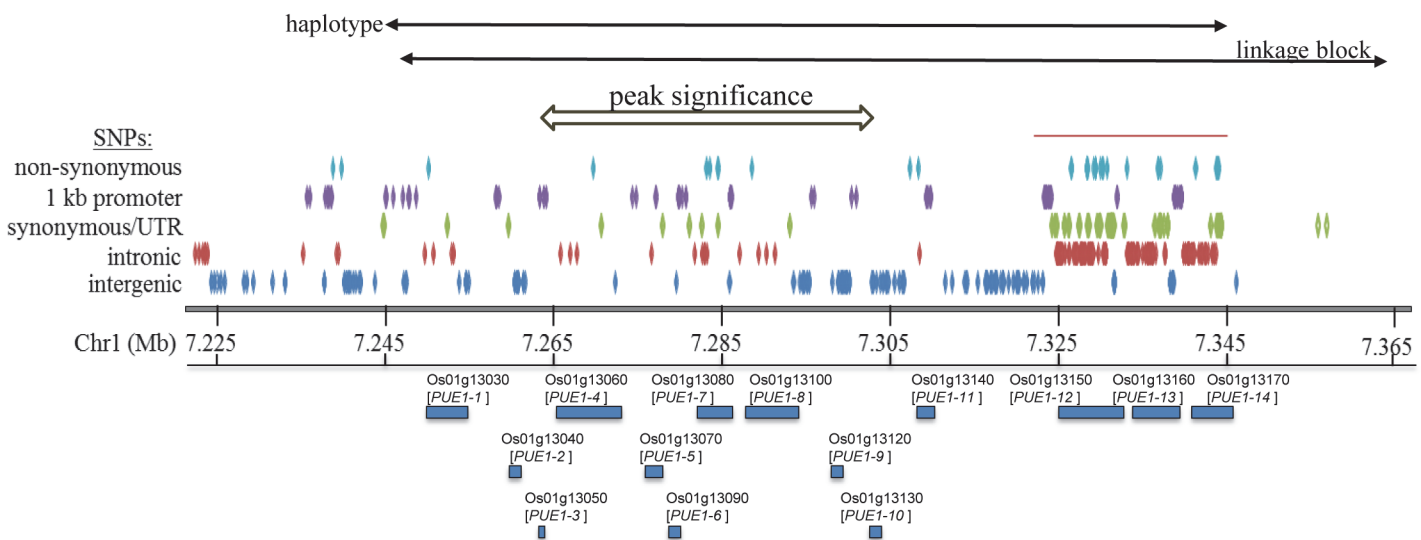 haplotype
linkage block
peak significance
SNPs:
non-synonymous
1 kb promoter
synonymous/UTR
intronic
intergenic
Chr1 (Mb) 7.225 7.245 7.265 7.285 7.305 7.325 7.345 7.365
Os01g13030 Os01g13060 Os01g13080 Os01g13100 Os01g13140 Os01g13150 Os01g13160 Os01g13170
[PUE1-1 ] [PUE1-4 ] [PUE1-7 ] [PUE1-8 ] [PUE1-11 ] [PUE1-12 ] [PUE1-13 ] [PUE1-14 ]
Os01g13040 Os01g13070 Os01g13120
[PUE1-2 ] [PUE1-5 ] [PUE1-9 ]
Os01g13050 Os01g13090 Os01g13130
[PUE1-3 ] [PUE1-6 ] [PUE1-10 ]